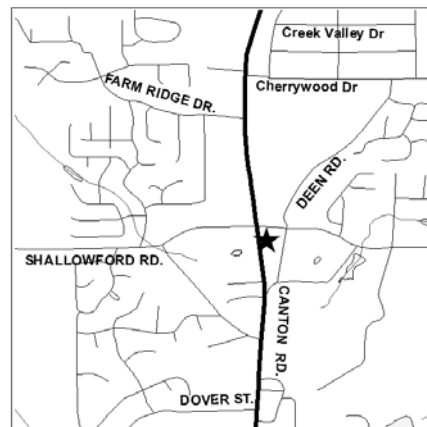 Creek Valley Dr
FARM RIDGE DR.
Cherrywood Dr
DEEN RD.
SHALLOWFORD RD.
CANTON RD.
DOVER ST.